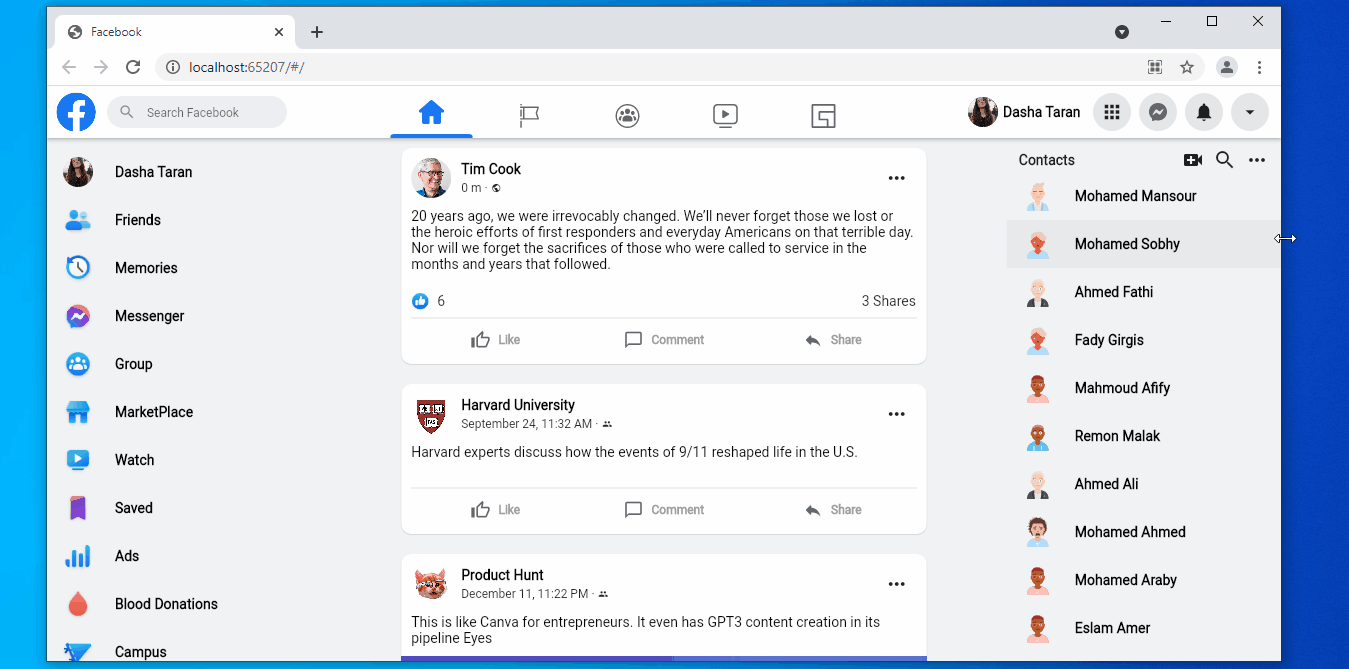 Facebook
localhost:65207/#/
Search Facebook
Dasha Taran
Dasha Taran
Friends
Memories
Messenger
Group
MarketPlace
Watch
Saved
Ads
Blood Donations
Campus
Tim Cook
0 m ·
20 years ago, we were irrevocably changed. We’ll never forget those we lost or
the heroic efforts of first responders and everyday Americans on that terrible day.
Nor will we forget the sacrifices of those who were called to service in the
months and years that followed.
6 3 Shares
Like Comment Share
Harvard University
September 24, 11:32 AM ·
Harvard experts discuss how the events of 9/11 reshaped life in the U.S.
Like Comment Share
Product Hunt
December 11, 11:22 PM ·
This is like Canva for entrepreneurs. It even has GPT3 content creation in its
pipeline Eyes
Contacts
Mohamed Mansour
Mohamed Sobhy
Ahmed Fathi
Fady Girgis
Mahmoud Afify
Remon Malak
Ahmed Ali
Mohamed Ahmed
Mohamed Araby
Eslam Amer